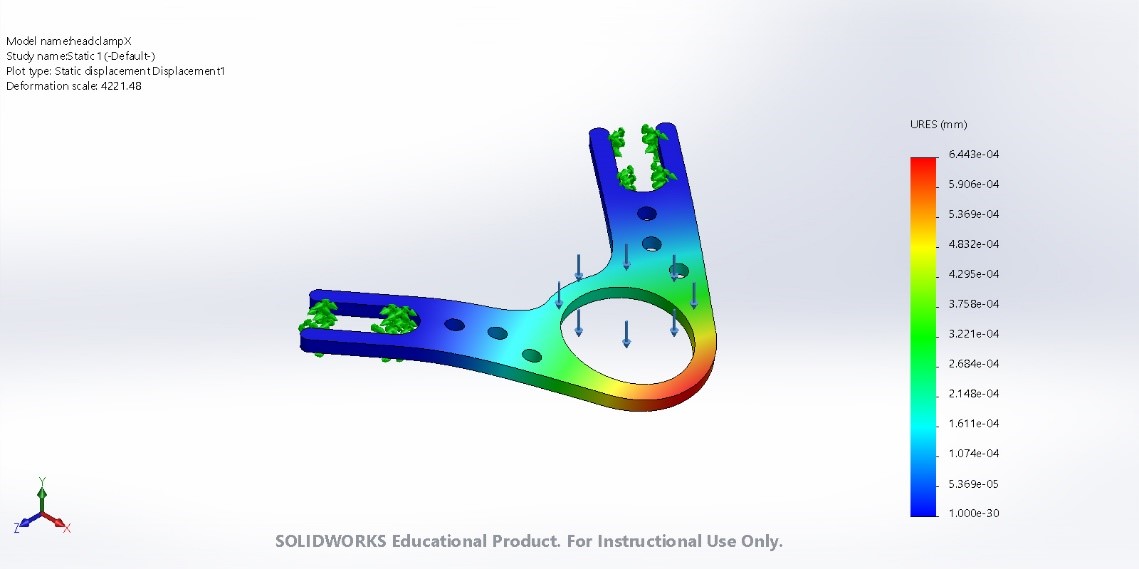 Model name:headclampX
Study name:Static 1 (-Default-)
Plot type: Static displacement Displacement1
Deformation scale: 4221.48
URES (mm)
6.443e-04
5.906e-04
5.369e-04
4.832e-04
4.295e-04
3.758e-04
3.221e-04
2.684e-04
2.148e-04
1.611e-04
1.074e-04
5.369e-05
1.000e-30
Y
Z
X
SOLIDWORKS Educational Product. For Instructional Use Only.